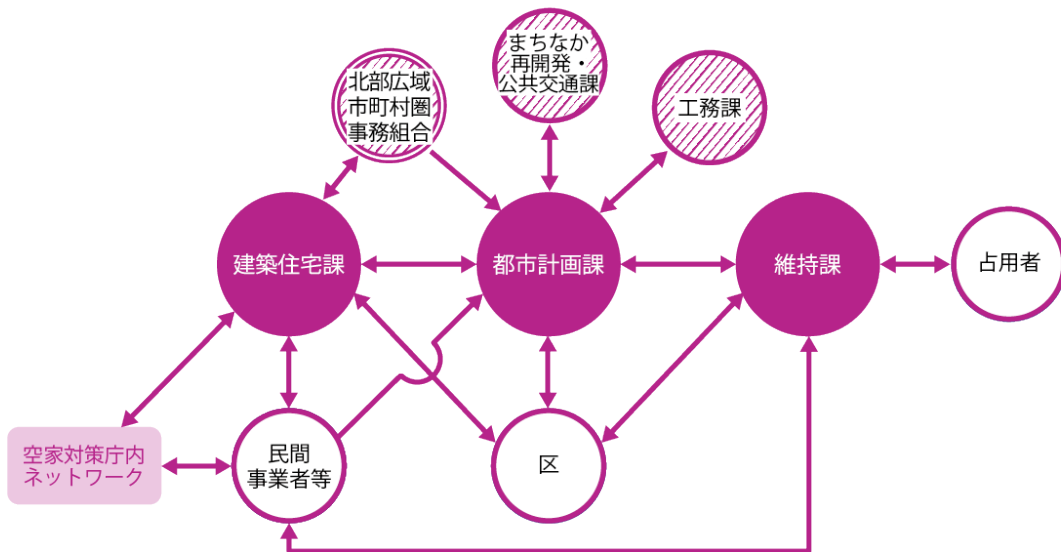 まちなか
再開発・
公共交通課
北部広域
市町村圏
事務組合
工務課
建築住宅課
都市計画課
維持課
占用者
空家対策庁内
ネットワーク
民間
事業者等
区